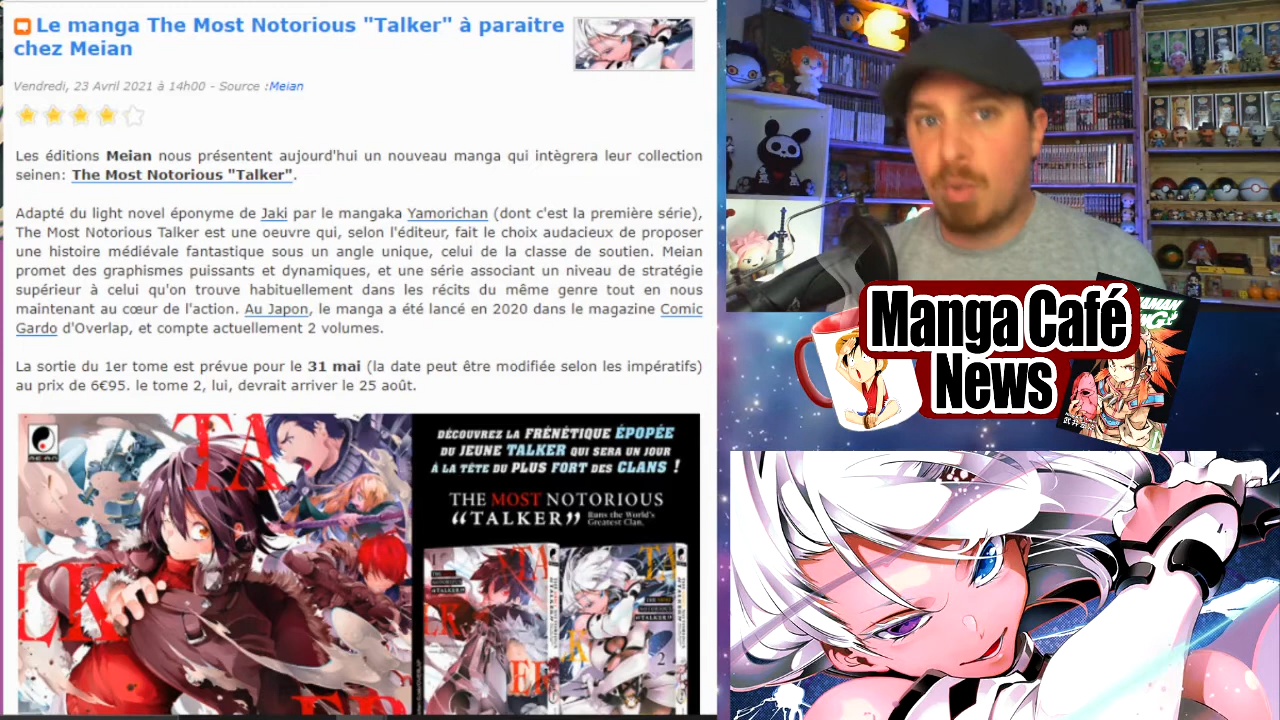 Le manga The Most Notorious "Talker" à paraitre
chez Meian
Vendredi, 23 Avril 2021 à 14h00 - Source :Meian
Les éditions Meian nous présentent aujourd'hui un nouveau manga qui intègrera leur collection
seinen: The Most Notorious "Talker".
Adapté du light novel éponyme de Jaki par le mangaka Yamorichan (dont c'est la première série),
The Most Notorious Talker est une oeuvre qui, selon l'éditeur, fait le choix audacieux de proposer
une histoire médiévale fantastique sous un angle unique, celui de la classe de soutien. Meian
promet des graphismes puissants et dynamiques, et une série associant un niveau de stratégie
supérieur à celui qu'on trouve habituellement dans les récits du même genre tout en nous
maintenant au cœur de l'action. Au Japon, le manga a été lancé en 2020 dans le magazine Comic
Gardo d'Overlap, et compte actuellement 2 volumes.
La sortie du 1er tome est prévue pour le 31 mai (la date peut être modifiée selon les impératifs)
au prix de 6€95. le tome 2, lui, devrait arriver le 25 août.
MEIAN
TA
LK
ER
DÉCOUVREZ LA FRÉNÉTIQUE ÉPOPÉE
DU JEUNE TALKER QUI SERA UN JOUR
À LA TÊTE DU PLUS FORT DES CLANS !
THE MOST NOTORIOUS
“TALKER” Runs the World's
Greatest Clan.
TA
LK
ER
TA
K
2
Manga Café
News